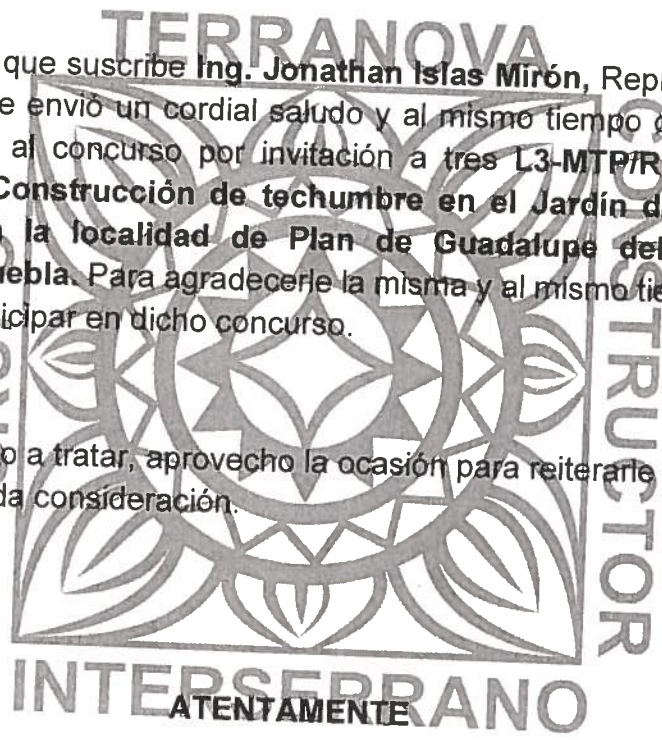 TERRANOVA
que suscribe Ing. Jonathan Islas Mirón, Rep
e envió un cordial saludo y al mismo tiempo
al concurso por invitación a tres L3-MTP/R
Construcción de techumbre en el Jardín d
la localidad de Plan de Guadalupe del
ebla. Para agradecerle la misma y al mismo tie
icipar en dicho concurso.
o a tratar, aprovecho la ocasión para reiterarle
da consideración.
CONSTRUCTOR
INTERSERRANO
ATENTAMENTE